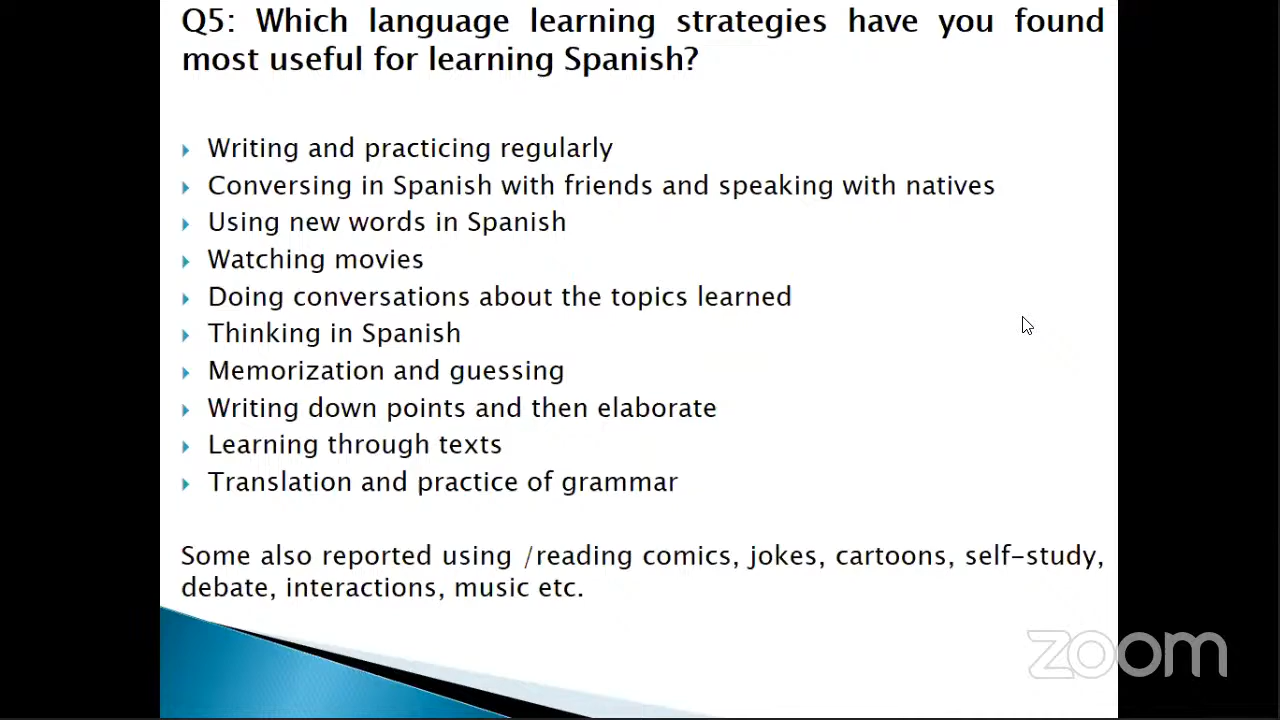 Q5: Which language learning strategies have you found
most useful for learning Spanish?
Writing and practicing regularly
Conversing in Spanish with friends and speaking with natives
Using new words in Spanish
Watching movies
Doing conversations about the topics learned
Thinking in Spanish
Memorization and guessing
Writing down points and then elaborate
Learning through texts
Translation and practice of grammar
Some also reported using /reading comics, jokes, cartoons, self-study,
debate, interactions, music etc.
zoom